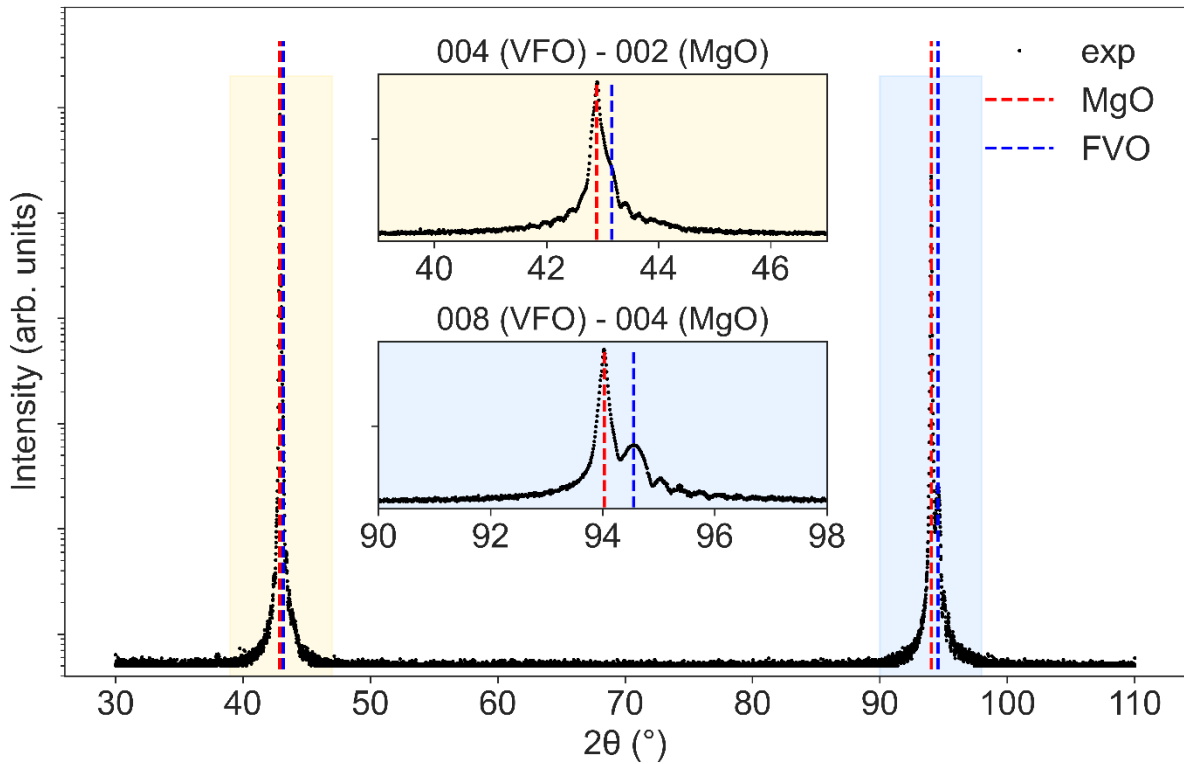 004 (VFO) - 002 (MgO)
40 42 44 46
008 (VFO) - 004 (MgO)
90 92 94 96 98
exp
MgO
FVO
Intensity (arb. units)
30 40 50 60 70 80 90 100 110
2θ (°)